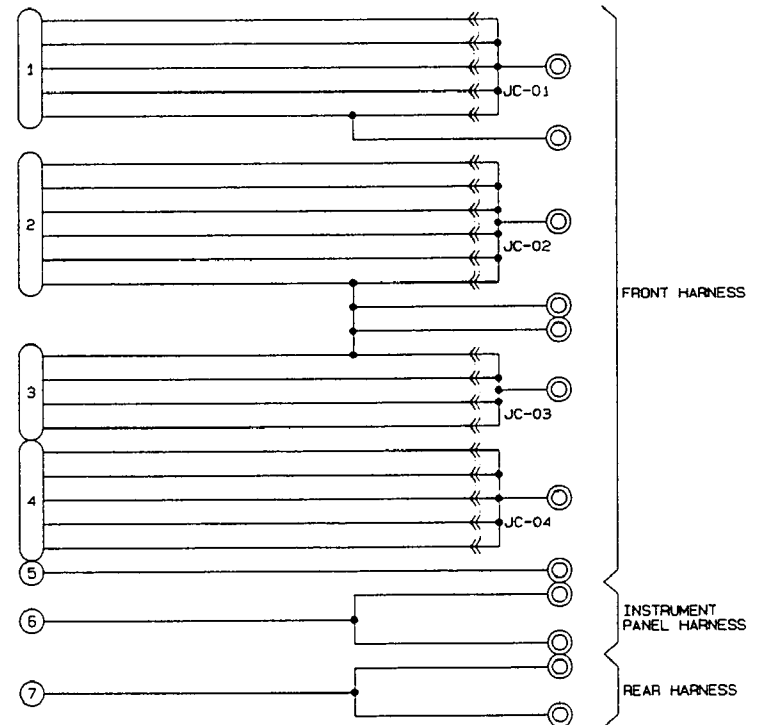 1
JC-01
2
JC-02
FRONT HARNESS
3
JC-03
4
JC-04
5
6
INSTRUMENT
PANEL HARNESS
7
REAR HARNESS